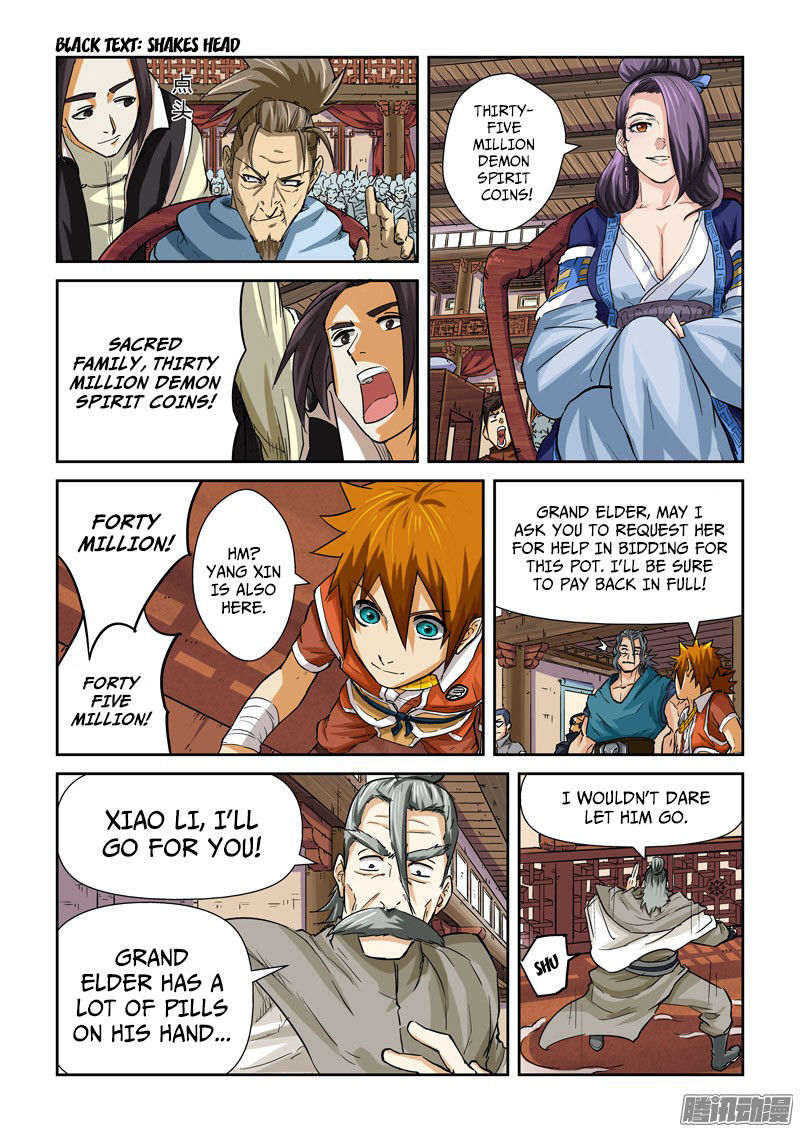 BLACK TEXT: SHAKES HEAD
点
头
THIRTY-
FIVE
MILLION
DEMON
SPIRIT
COINS!
SACRED
FAMILY, THIRTY
MILLION DEMON
SPIRIT COINS!
FORTY
MILLION!
HM?
YANG XIN
IS ALSO
HERE.
FORTY
FIVE
MILLION!
GRAND ELDER, MAY I
ASK YOU TO REQUEST HER
FOR HELP IN BIDDING FOR
THIS POT. I'LL BE SURE
TO PAY BACK IN FULL!
XIAO LI, I'LL
GO FOR YOU!
GRAND
ELDER HAS A
LOT OF PILLS
ON HIS HAND...
I WOULDN'T DARE
LET HIM GO.
SHU
腾讯动漫